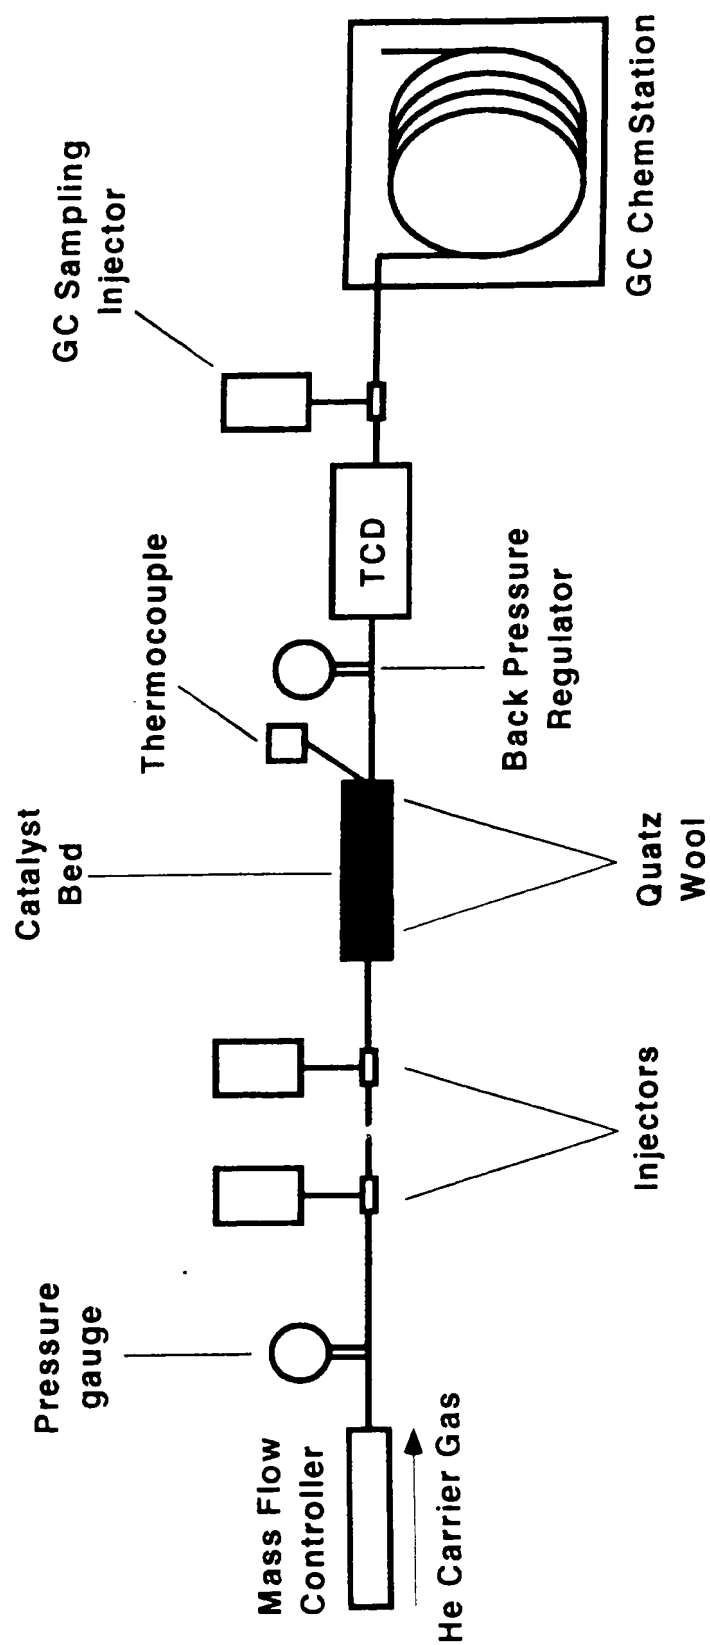 Mass Flow
Controller
He Carrier Gas
Pressure
gauge
Injectors
Catalyst
Bed
Quatz
Wool
Thermocouple
Back Pressure
Regulator
TCD
GC Sampling
Injector
GC ChemStation